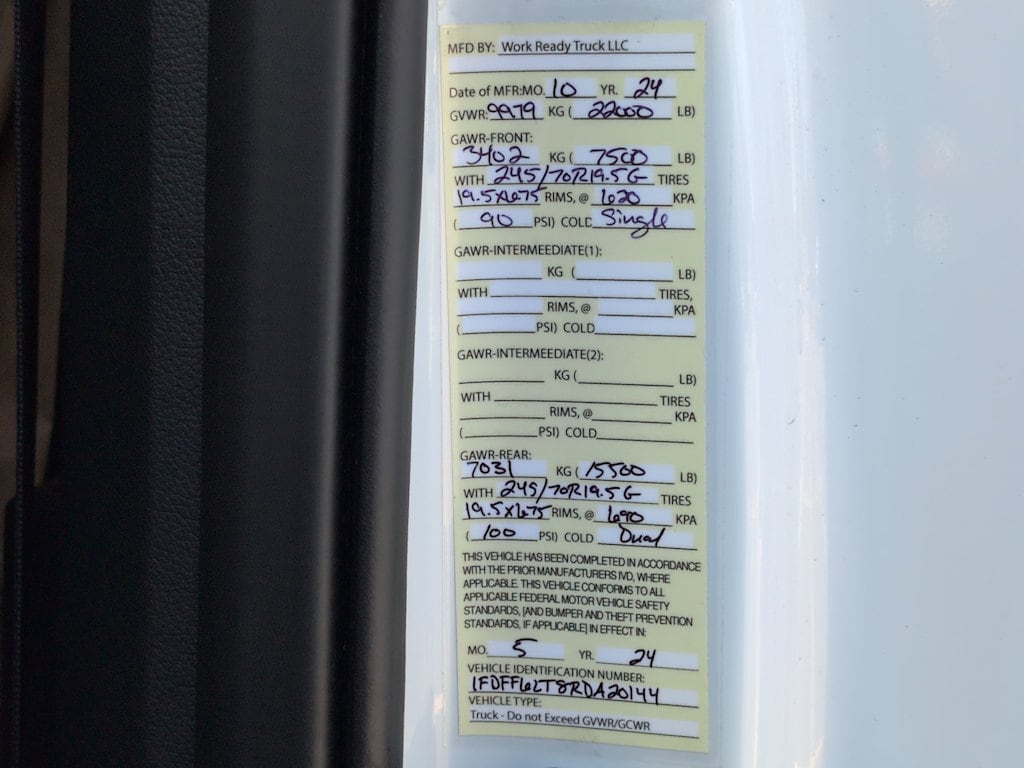 MFD BY: Work Ready Truck LLC
Date of MFR:MO. 10 YR. 24
GVWR: 9979 KG ( 22000 LB)
GAWR-FRONT:
3402 KG ( 7500 LB)
WITH 245/70R19.5G TIRES
19.5X6.75 RIMS, @ 620 KPA
( 90 PSI) COLD Single
GAWR-INTERMEEDIATE(1):
KG ( LB)
WITH TIRES,
RIMS, @ KPA
( PSI) COLD
GAWR-INTERMEEDIATE(2):
KG ( LB)
WITH TIRES
RIMS, @ KPA
( PSI) COLD
GAWR-REAR:
7031 KG ( 15500 LB)
WITH 245/70R19.5G TIRES
19.5X6.75 RIMS, @ 690 KPA
( 100 PSI) COLD Dual
THIS VEHICLE HAS BEEN COMPLETED IN ACCORDANCE
WITH THE PRIOR MANUFACTURERS IVD, WHERE
APPLICABLE. THIS VEHICLE CONFORMS TO ALL
APPLICABLE FEDERAL MOTOR VEHICLE SAFETY
STANDARDS, [AND BUMPER AND THEFT PREVENTION
STANDARDS, IF APPLICABLE] IN EFFECT IN:
MO. 5 YR. 24
VEHICLE IDENTIFICATION NUMBER:
1FDFF6LT8RDA20144
VEHICLE TYPE:
Truck - Do not Exceed GVWR/GCWR